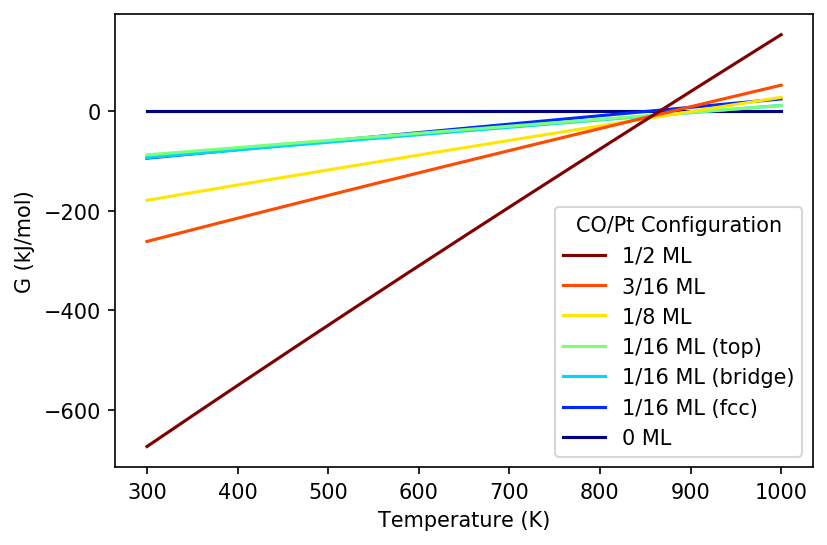 G (kJ/mol)
0
−200
−400
−600
CO/Pt Configuration
1/2 ML
3/16 ML
1/8 ML
1/16 ML (top)
1/16 ML (bridge)
1/16 ML (fcc)
0 ML
300 400 500 600 700 800 900 1000
Temperature (K)